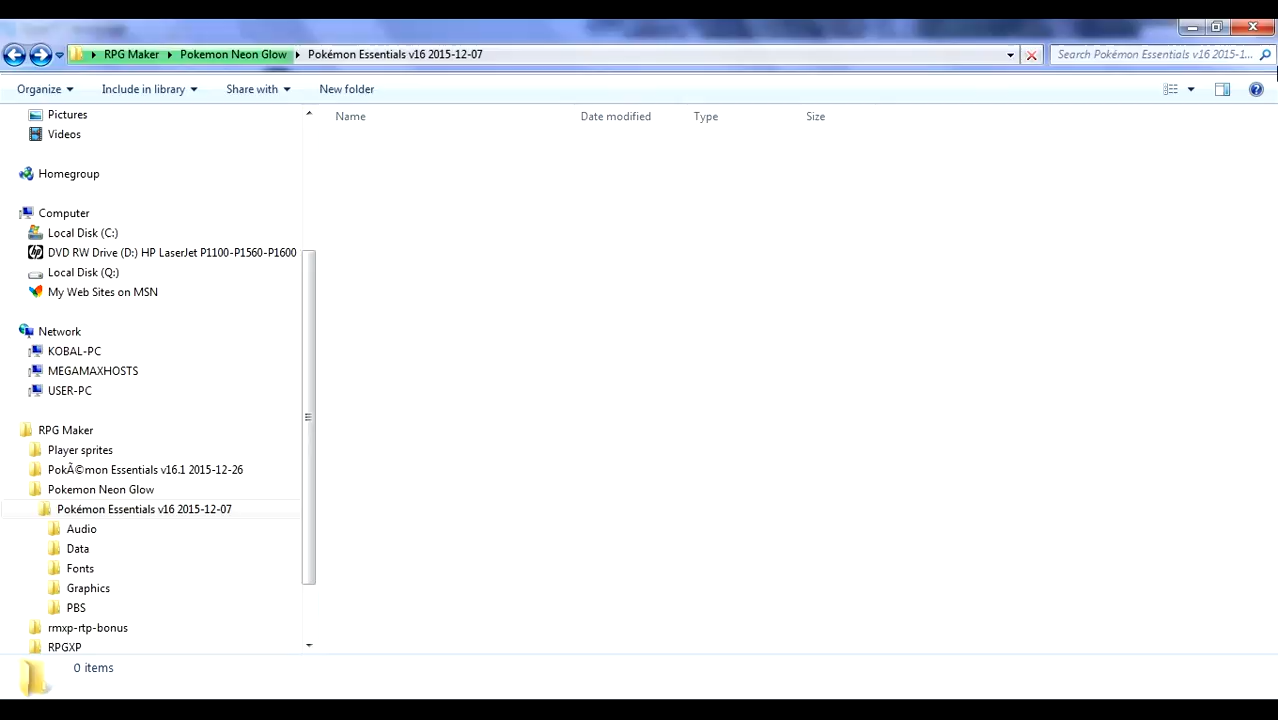 RPG Maker Pokemon Neon Glow Pokémon Essentials v16 2015-12-07 Search Pokémon Essentials v16 2015-1...
Organize Include in library Share with New folder
Name Date modified Type Size
Pictures
Videos
Homegroup
Computer
Local Disk (C:)
DVD RW Drive (D:) HP LaserJet P1100-P1560-P1600
Local Disk (Q:)
My Web Sites on MSN
Network
KOBAL-PC
MEGAMAXHOSTS
USER-PC
RPG Maker
Player sprites
PokÃ©mon Essentials v16.1 2015-12-26
Pokemon Neon Glow
Pokémon Essentials v16 2015-12-07
Audio
Data
Fonts
Graphics
PBS
rmxp-rtp-bonus
RPGXP
0 items